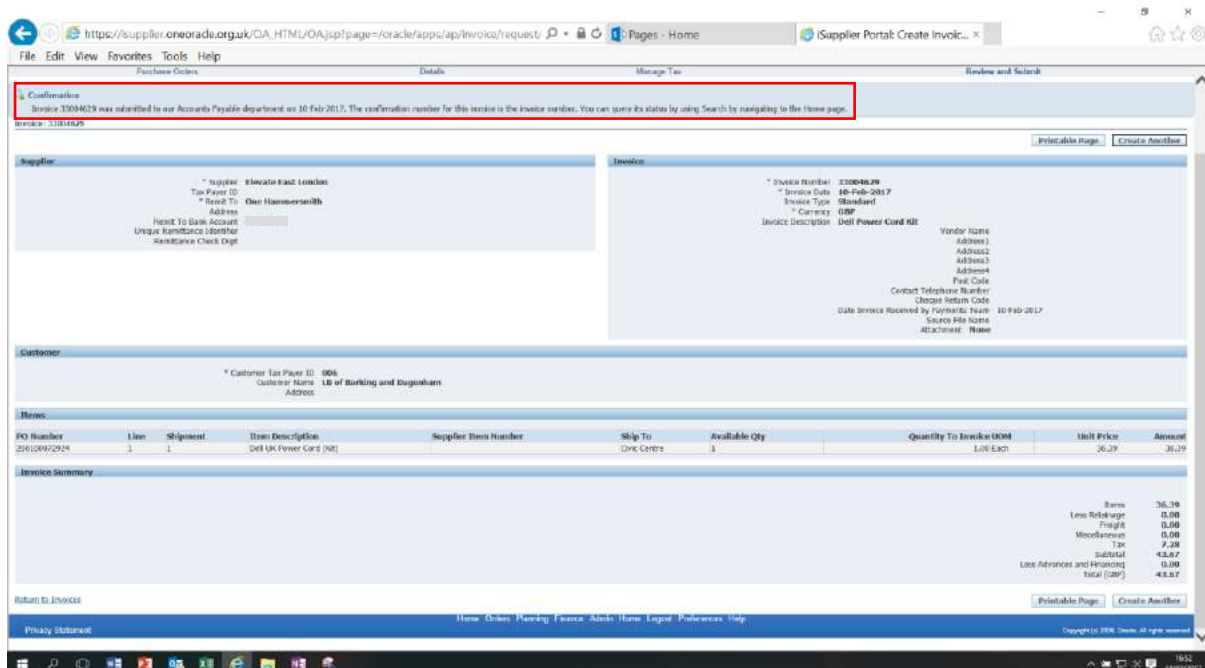 https://isupplier.oneoracle.org.uk/OA_HTML/OA.jsp?page=/oracle/apps/ap/invoice/request/
Pages - Home
iSupplier Portal: Create Invoic...
File Edit View Favorites Tools Help
Purchase Orders Details Manage Tax Review and Submit
Confirmation
Invoice 33004629 was submitted to our Accounts Payable department on 10-Feb-2017. The confirmation number for this invoice is the invoice number. You can query its status by using Search by navigating to the Home page.
Invoice: 33004629
Printable Page Create Another
Supplier
* Supplier Elevate East London
Tax Payer ID
* Remit To One Hammersmith
Address
Remit To Bank Account
Unique Remittance Identifier
Remittance Check Digit
Invoice
* Invoice Number 33004629
* Invoice Date 10-Feb-2017
Invoice Type Standard
* Currency GBP
Invoice Description Dell Power Cord Kit
Vendor Name
Address1
Address2
Address3
Address4
Post Code
Contact Telephone Number
Cheque Return Code
Date Invoice Received by Payments Team 10-Feb-2017
Source File Name
Attachment None
Customer
* Customer Tax Payer ID 006
Customer Name LB of Barking and Dagenham
Address
Items
PO Number Line Shipment Item Description Supplier Item Number Ship To Available Qty Quantity To Invoice UOM Unit Price Amount
1 1 Dell UK Power Cord [Kit] Civic Centre 1 1.00 Each 36.39 36.39
Invoice Summary
Items 36.39
Less Retainage 0.00
Freight 0.00
Miscellaneous 0.00
Tax 7.28
Subtotal 43.67
Less Advances and Financing 0.00
Total (GBP) 43.67
Return to Invoices
Printable Page Create Another
Home Orders Planning Finance Admin Home Logout Preferences Help
Privacy Statement
Copyright (c) 2006, Oracle. All rights reserved.
16:52